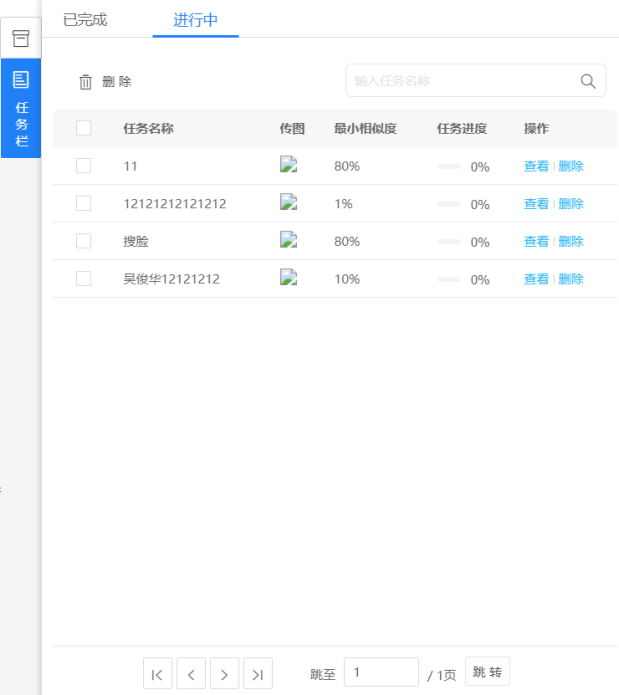 已完成 进行中
任务栏
删 除 输入任务名称
任务名称 传图 最小相似度 任务进度 操作
11 80% 0% 查看 删除
12121212121212 1% 0% 查看 删除
搜脸 80% 0% 查看 删除
吴俊华12121212 10% 0% 查看 删除
跳至 1 / 1页 跳 转